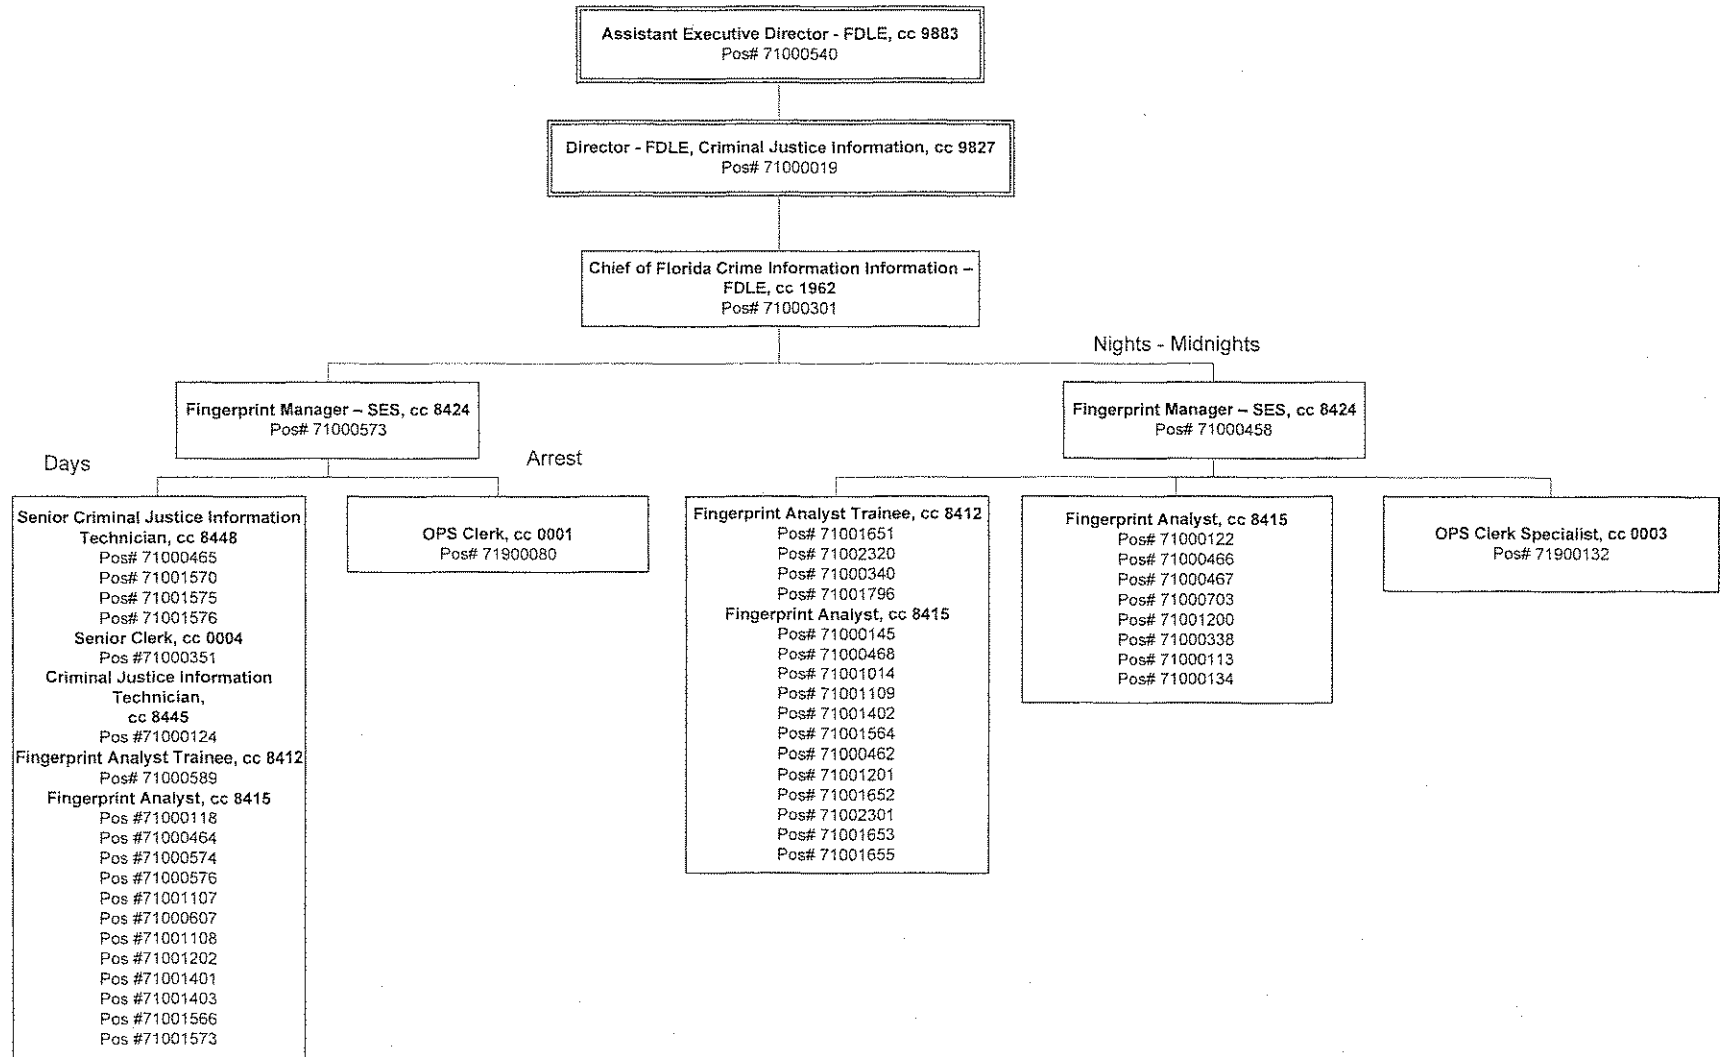 Assistant Executive Director - FDLE, cc 9883
Pos# 71000540
Director - FDLE, Criminal Justice Information, cc 9827
Pos# 71000019
Chief of Florida Crime Information Information –
FDLE, cc 1962
Pos# 71000301
Nights - Midnights
Fingerprint Manager – SES, cc 8424
Pos# 71000573
Fingerprint Manager – SES, cc 8424
Pos# 71000458
Days
Arrest
Senior Criminal Justice Information
Technician, cc 8448
Pos# 71000465
Pos# 71001570
Pos# 71001575
Pos# 71001576
Senior Clerk, cc 0004
Pos #71000351
Criminal Justice Information
Technician,
cc 8445
Pos #71000124
Fingerprint Analyst Trainee, cc 8412
Pos# 71000589
Fingerprint Analyst, cc 8415
Pos #71000118
Pos #71000464
Pos #71000574
Pos #71000576
Pos #71001107
Pos #71000607
Pos #71001108
Pos #71001202
Pos #71001401
Pos #71001403
Pos #71001566
Pos #71001573
OPS Clerk, cc 0001
Pos# 71900080
Fingerprint Analyst Trainee, cc 8412
Pos# 71001651
Pos# 71002320
Pos# 71000340
Pos# 71001796
Fingerprint Analyst, cc 8415
Pos# 71000145
Pos# 71000468
Pos# 71001014
Pos# 71001109
Pos# 71001402
Pos# 71001564
Pos# 71000462
Pos# 71001201
Pos# 71001652
Pos# 71002301
Pos# 71001653
Pos# 71001655
Fingerprint Analyst, cc 8415
Pos# 71000122
Pos# 71000466
Pos# 71000467
Pos# 71000703
Pos# 71001200
Pos# 71000338
Pos# 71000113
Pos# 71000134
OPS Clerk Specialist, cc 0003
Pos# 71900132